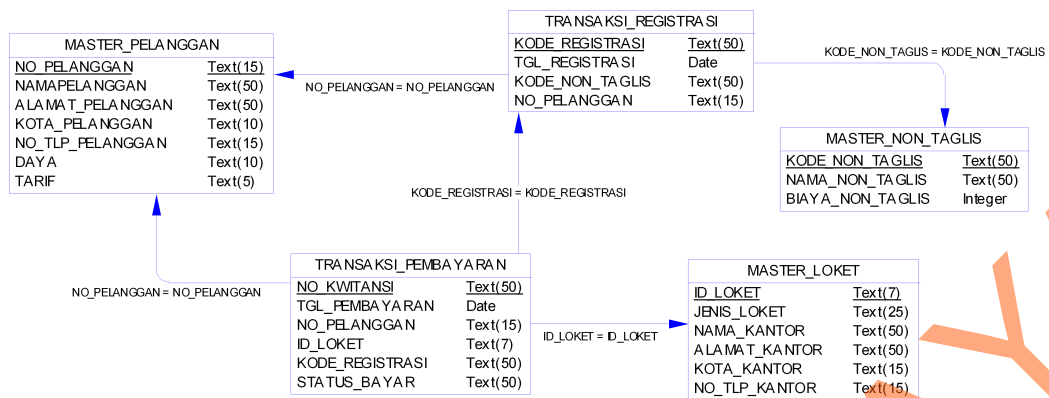 TRANSAKSI_REGISTRASI
KODE_REGISTRASI Text(50)
TGL_REGISTRASI Date
KODE_NON_TAGLIS Text(50)
NO_PELANGGAN Text(15)
MASTER_PELANGGAN
NO_PELANGGAN Text(15)
NAMAPELANGGAN Text(50)
ALAMAT_PELANGGAN Text(50)
KOTA_PELANGGAN Text(10)
NO_TLP_PELANGGAN Text(15)
DAYA Text(10)
TARIF Text(5)
NO_PELANGGAN = NO_PELANGGAN
KODE_NON_TAGLIS = KODE_NON_TAGLIS
MASTER_NON_TAGLIS
KODE_NON_TAGLIS Text(50)
NAMA_NON_TAGLIS Text(50)
BIAYA_NON_TAGLIS Integer
KODE_REGISTRASI = KODE_REGISTRASI
TRANSAKSI_PEMBAYARAN
NO_KWITANSI Text(50)
TGL_PEMBAYARAN Date
NO_PELANGGAN Text(15)
ID_LOKET Text(7)
KODE_REGISTRASI Text(50)
STATUS_BAYAR Text(50)
NO_PELANGGAN = NO_PELANGGAN
ID_LOKET = ID_LOKET
MASTER_LOKET
ID_LOKET Text(7)
JENIS_LOKET Text(25)
NAMA_KANTOR Text(50)
ALAMAT_KANTOR Text(50)
KOTA_KANTOR Text(15)
NO_TLP_KANTOR Text(15)
Y